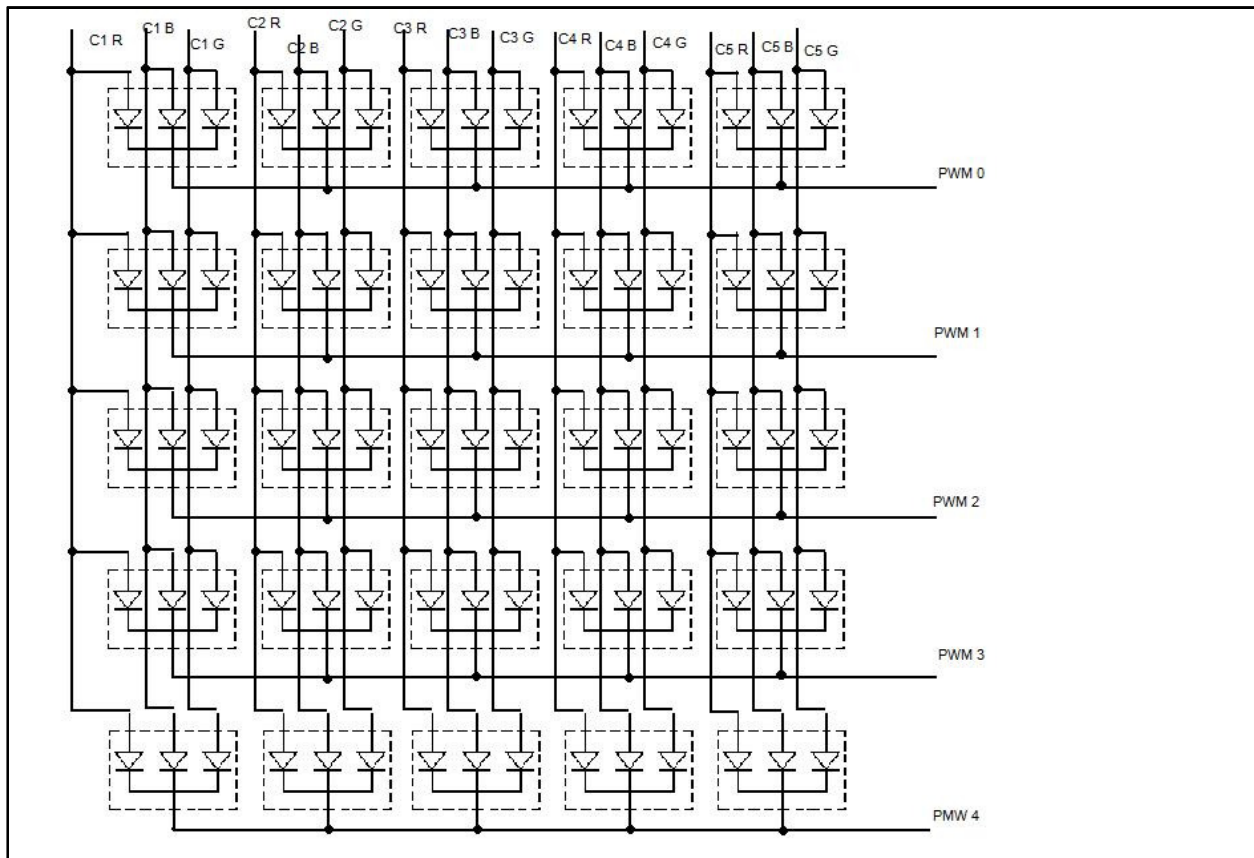 C1 R
C1 B
C1 G
C2 R
C2 B
C2 G
C3 R
C3 B
C3 G
C4 R
C4 B
C4 G
C5 R
C5 B
C5 G
PWM 0
PWM 1
PWM 2
PWM 3
PMW 4